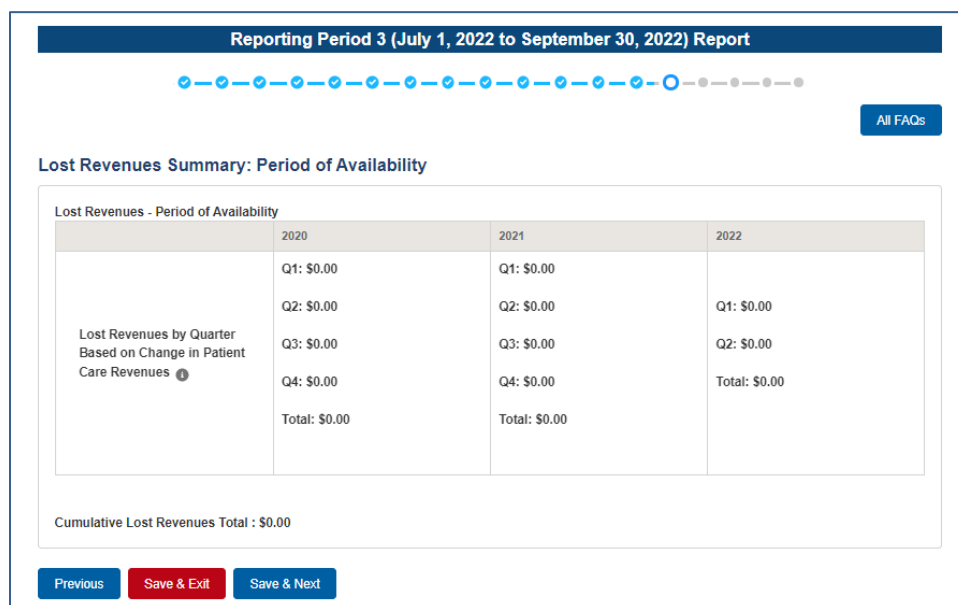 Reporting Period 3 (July 1, 2022 to September 30, 2022) Report
All FAQs
Lost Revenues Summary: Period of Availability
Lost Revenues - Period of Availability
2020
2021
2022
Lost Revenues by Quarter
Based on Change in Patient
Care Revenues
Q1: $0.00
Q2: $0.00
Q3: $0.00
Q4: $0.00
Total: $0.00
Q1: $0.00
Q2: $0.00
Q3: $0.00
Q4: $0.00
Total: $0.00
Q1: $0.00
Q2: $0.00
Total: $0.00
Cumulative Lost Revenues Total : $0.00
Previous
Save & Exit
Save & Next